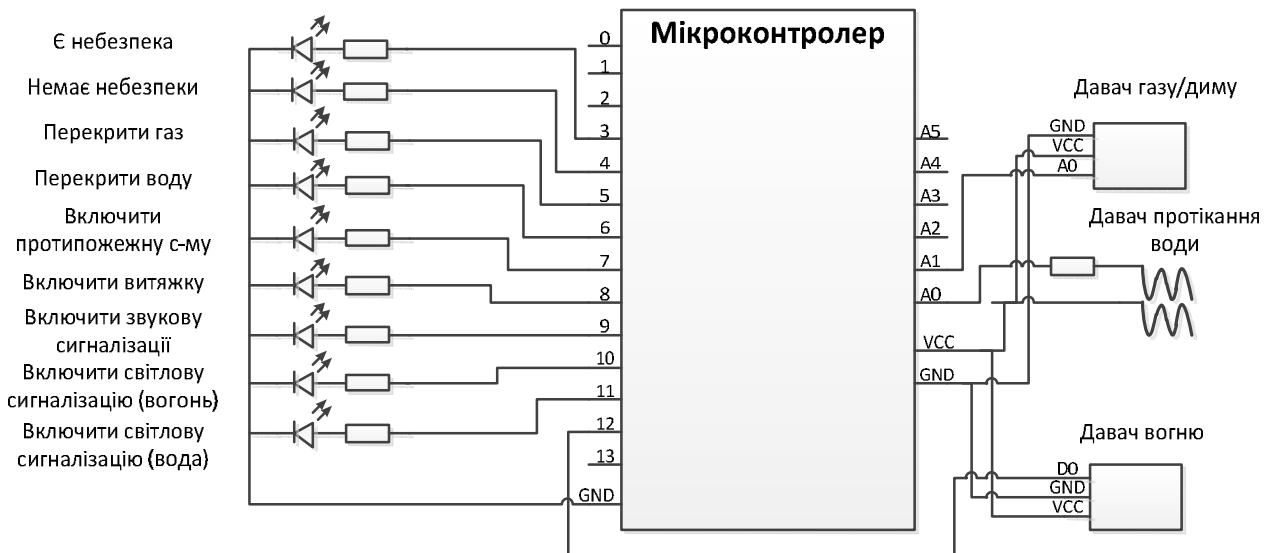 Є небезпека
Немає небезпеки
Перекрити газ
Перекрити воду
Включити
протипожежну с-му
Включити витяжку
Включити звукову
сигналізації
Включити світлову
сигналізацію (вогонь)
Включити світлову
сигналізацію (вода)
Мікроконтролер
0
1
2
3
4
5
6
7
8
9
10
11
12
13
GND
A5
A4
A3
A2
A1
A0
VCC
GND
Давач газу/диму
GND
VCC
A0
Давач протікання
води
Давач вогню
D0
GND
VCC